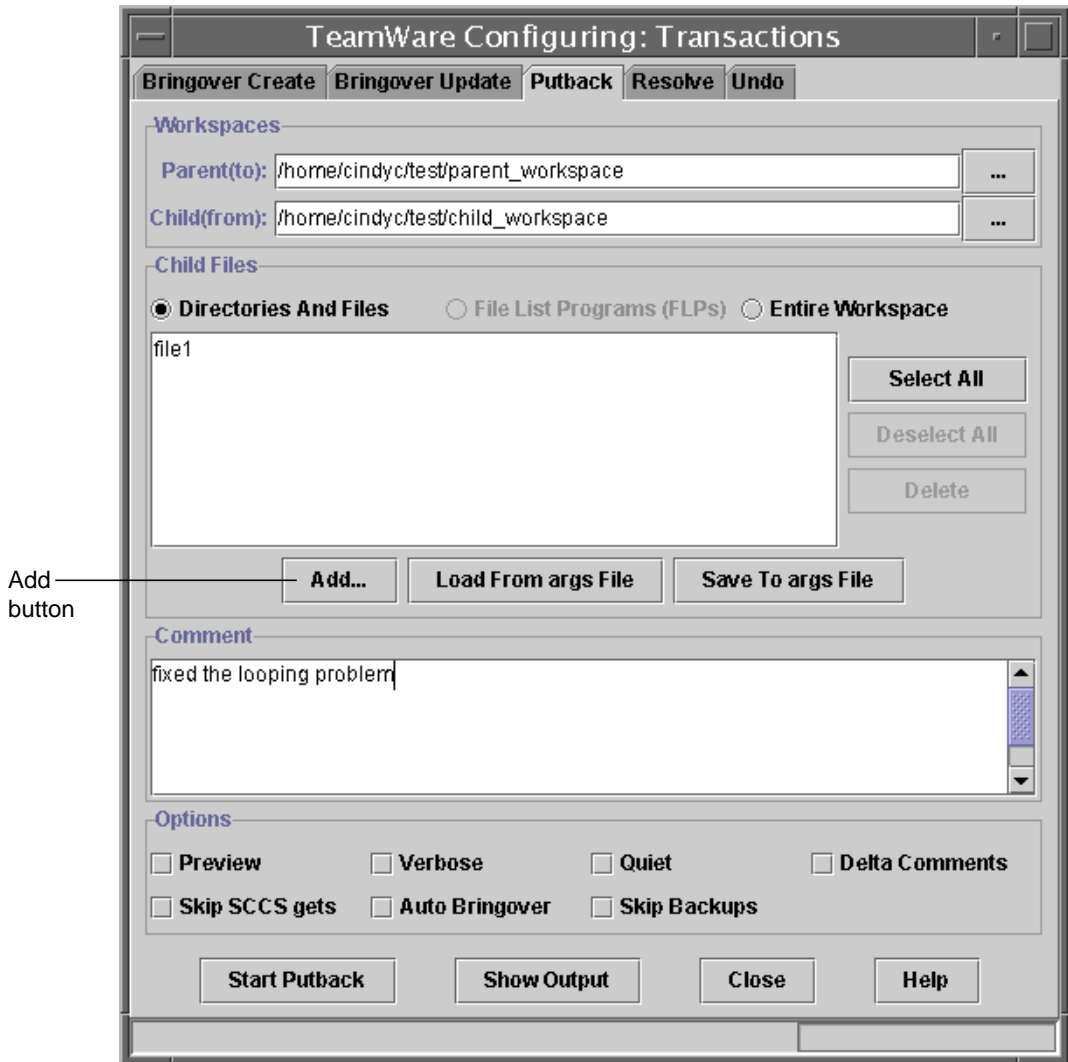 TeamWare Configuring: Transactions
Bringover Create Bringover Update Putback Resolve Undo
Workspaces
Parent(to): /home/cindyc/test/parent_workspace ...
Child(from): /home/cindyc/test/child_workspace ...
Child Files
Directories And Files File List Programs (FLPs) Entire Workspace
file1
Select All
Deselect All
Delete
Add button
Add... Load From args File Save To args File
Comment
fixed the looping problem
Options
Preview Verbose Quiet Delta Comments
Skip SCCS gets Auto Bringover Skip Backups
Start Putback Show Output Close Help